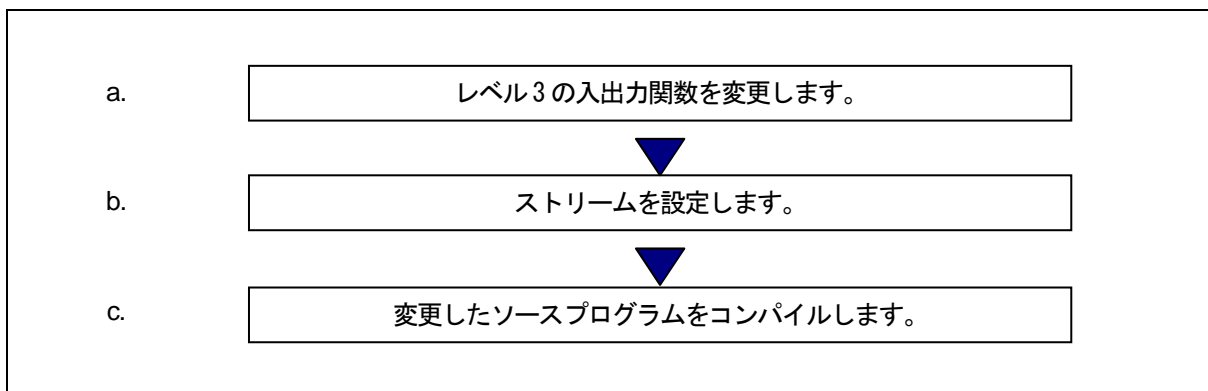 a. レベル3の入出力関数を変更します。
b. ストリームを設定します。
c. 変更したソースプログラムをコンパイルします。